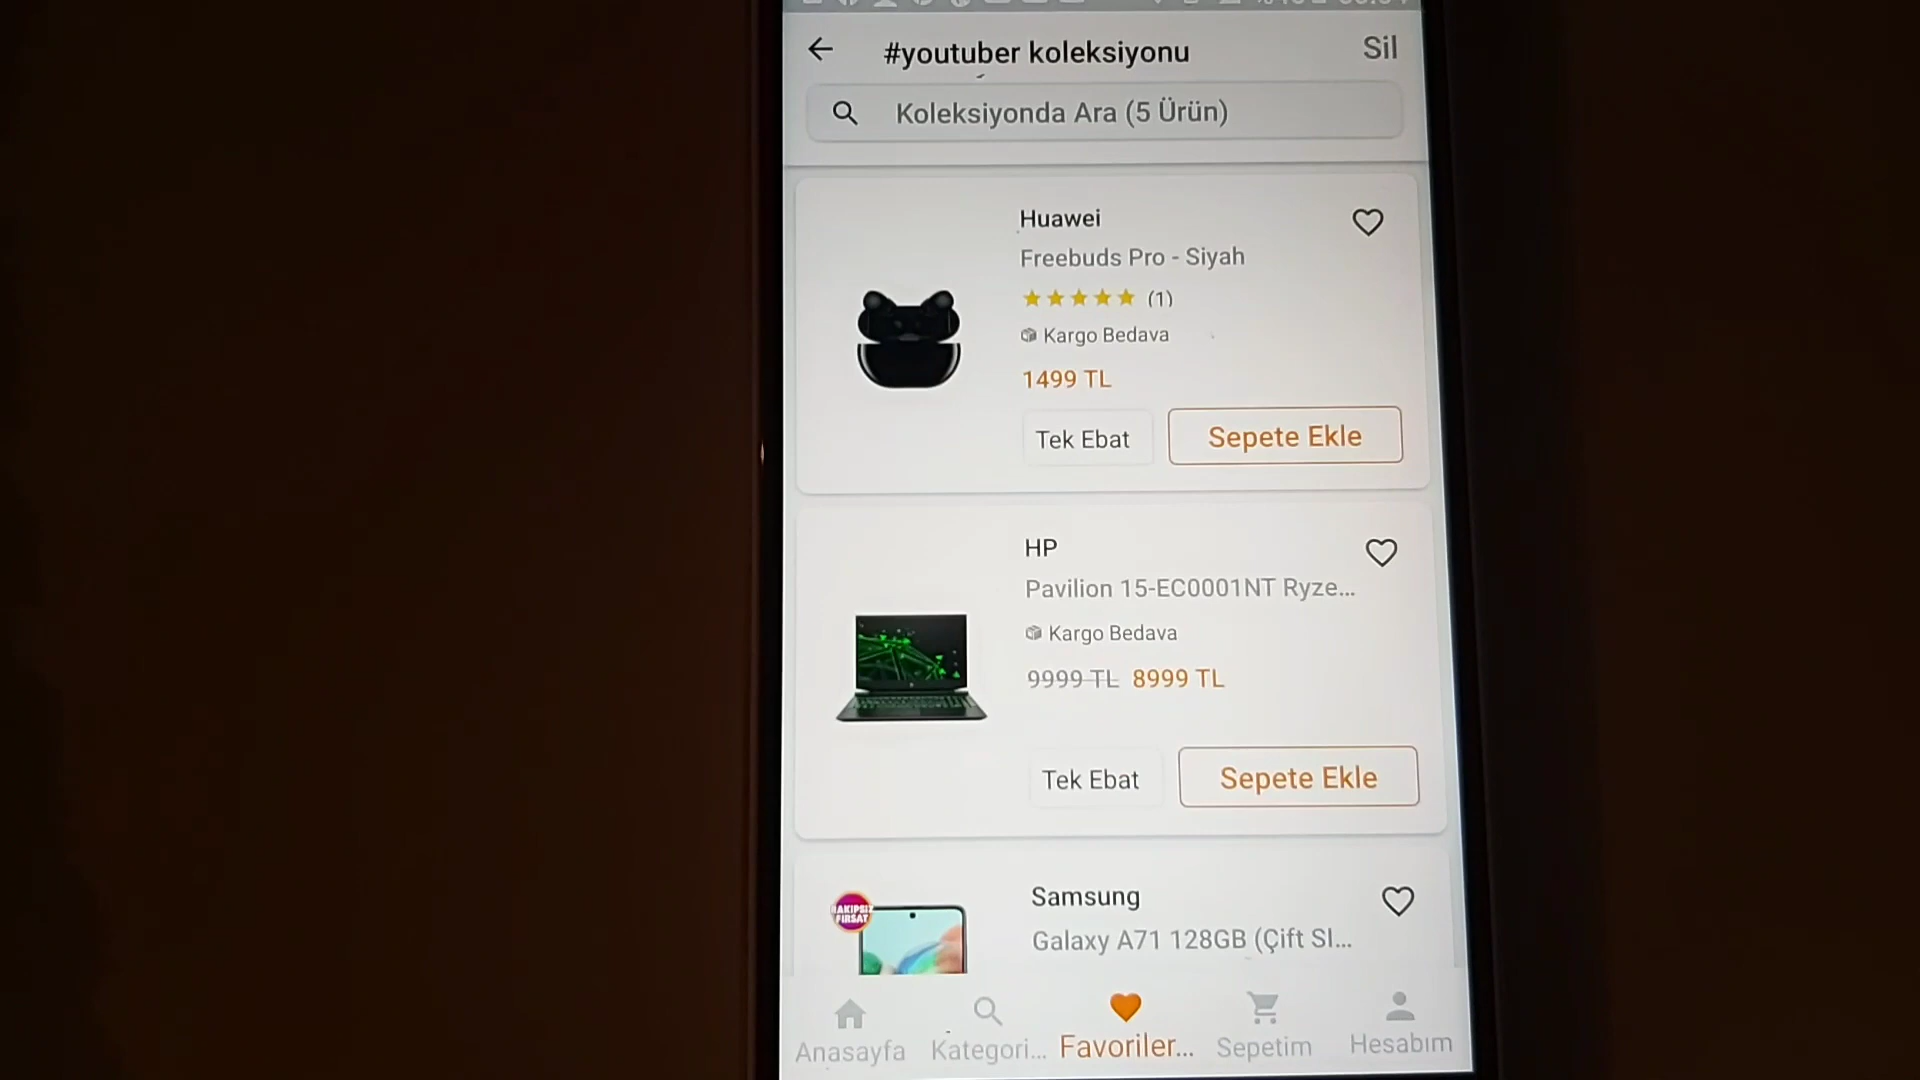 #youtuber koleksiyonu
Sil
Koleksiyonda Ara (5 Ürün)
Huawei
Freebuds Pro - Siyah
(1)
Kargo Bedava
1499 TL
Tek Ebat
Sepete Ekle
HP
Pavilion 15-EC0001NT Ryze...
Kargo Bedava
9999 TL 8999 TL
Tek Ebat
Sepete Ekle
Samsung
FIRSAT
Galaxy A71 128GB (Çift SI...
Anasayfa
Kategori...
Favoriler...
Sepetim
Hesabım